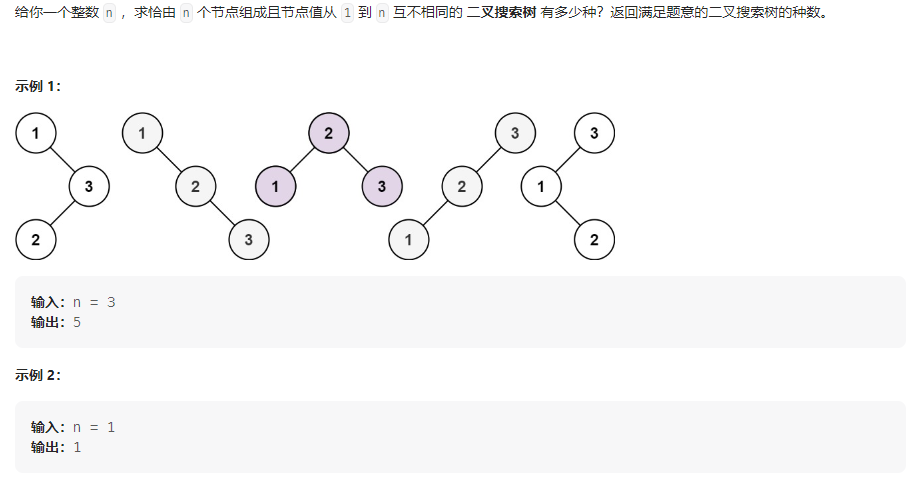 给你一个整数 n ，求恰由 n 个节点组成且节点值从 1 到 n 互不相同的 二叉搜索树 有多少种？返回满足题意的二叉搜索树的种数。
示例 1：
1 1 2 3 3
3 2 1 3 2 1
2 3 1 2
输入：n = 3
输出：5
示例 2：
输入：n = 1
输出：1